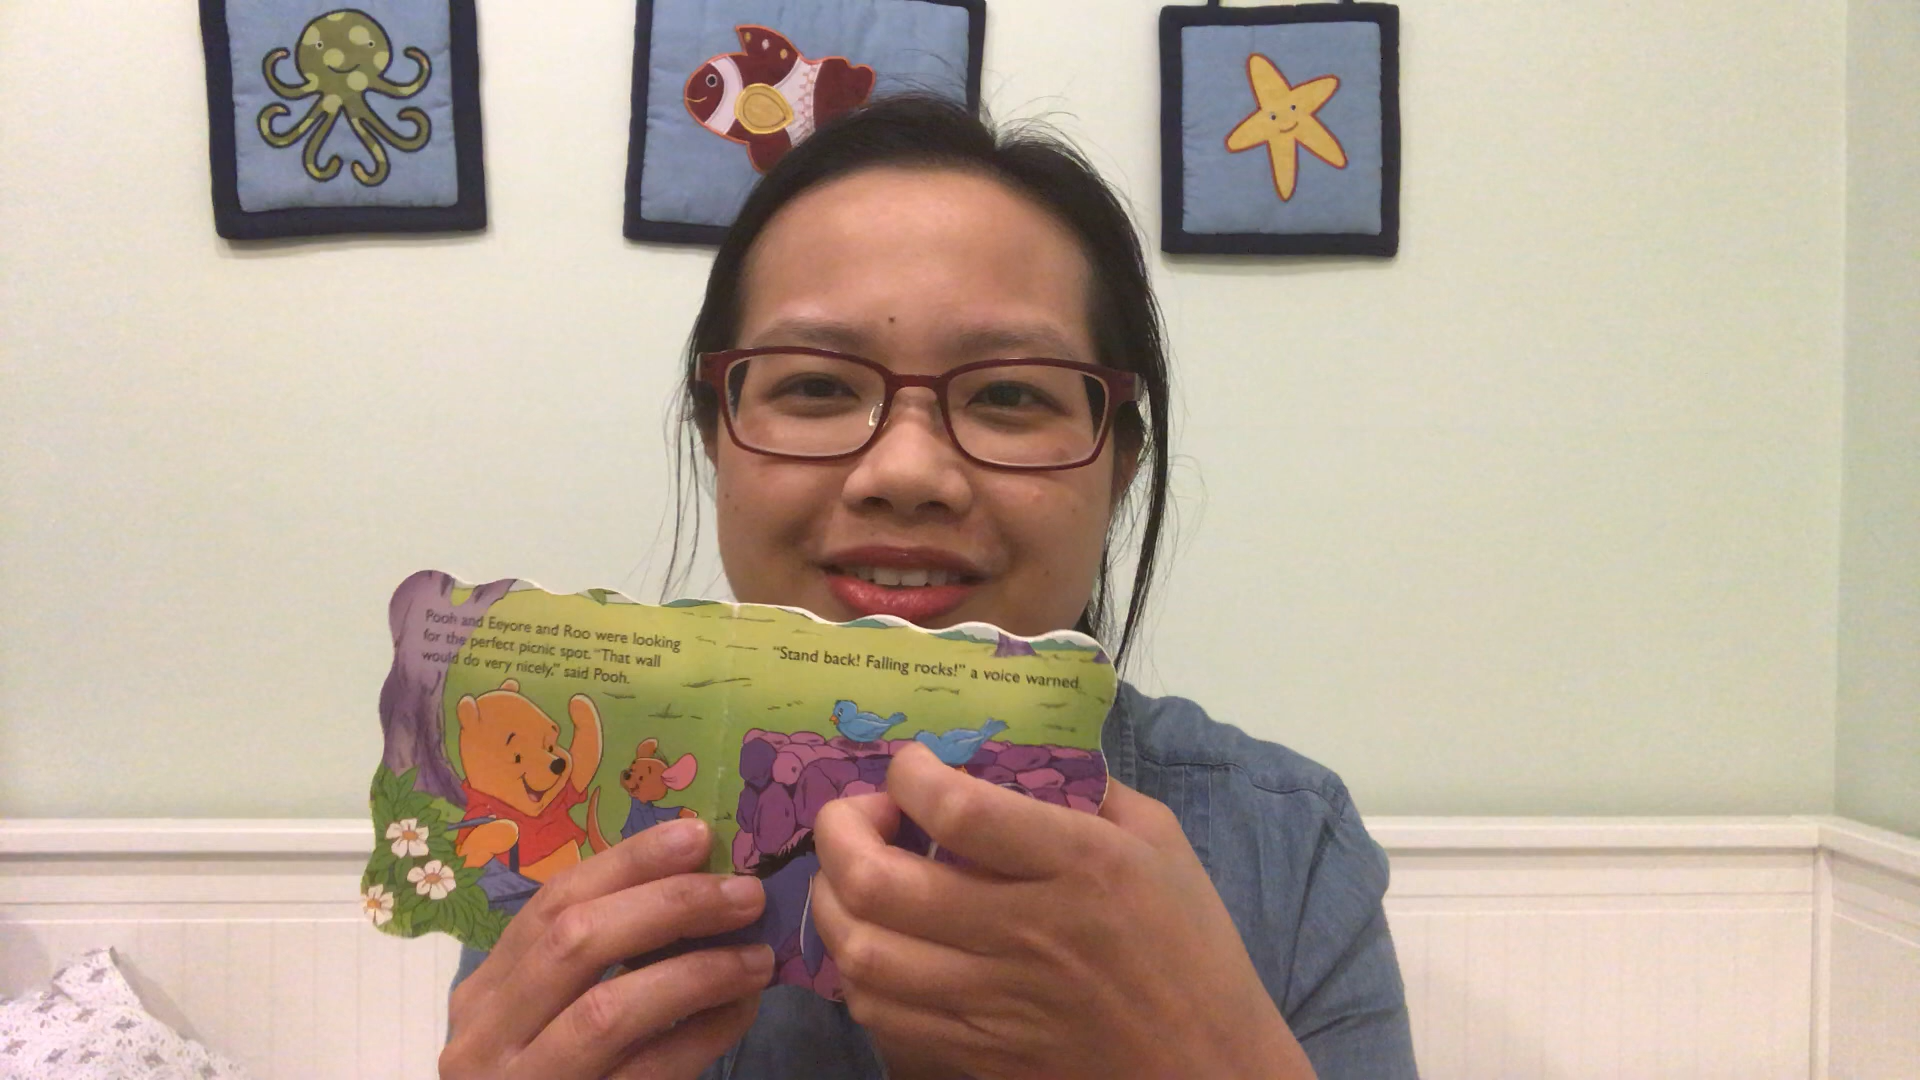 Pooh and Eeyore and Roo were looking
for the perfect picnic spot. "That wall
would do very nicely," said Pooh.
"Stand back! Falling rocks!" a voice warned.